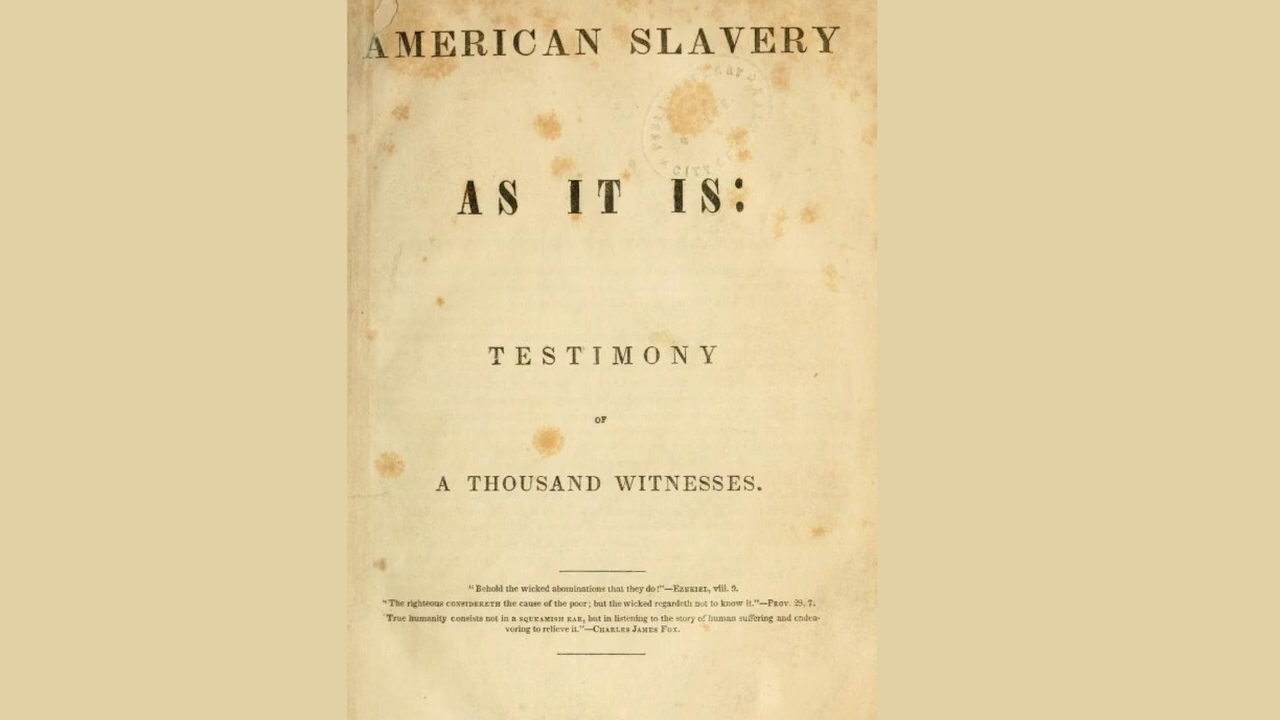 AMERICAN SLAVERY
AS IT IS:
TESTIMONY
OF
A THOUSAND WITNESSES.
"Behold the wicked abominations that they do!"—EZEKIEL, viii. 9.
"The righteous CONSIDERETH the cause of the poor; but the wicked regardeth not to know it."—PROV. 29, 7.
True humanity consists not in a SQUEAMISH EAR, but in listening to the story of human suffering and endea-
voring to relieve it."—CHARLES JAMES FOX.